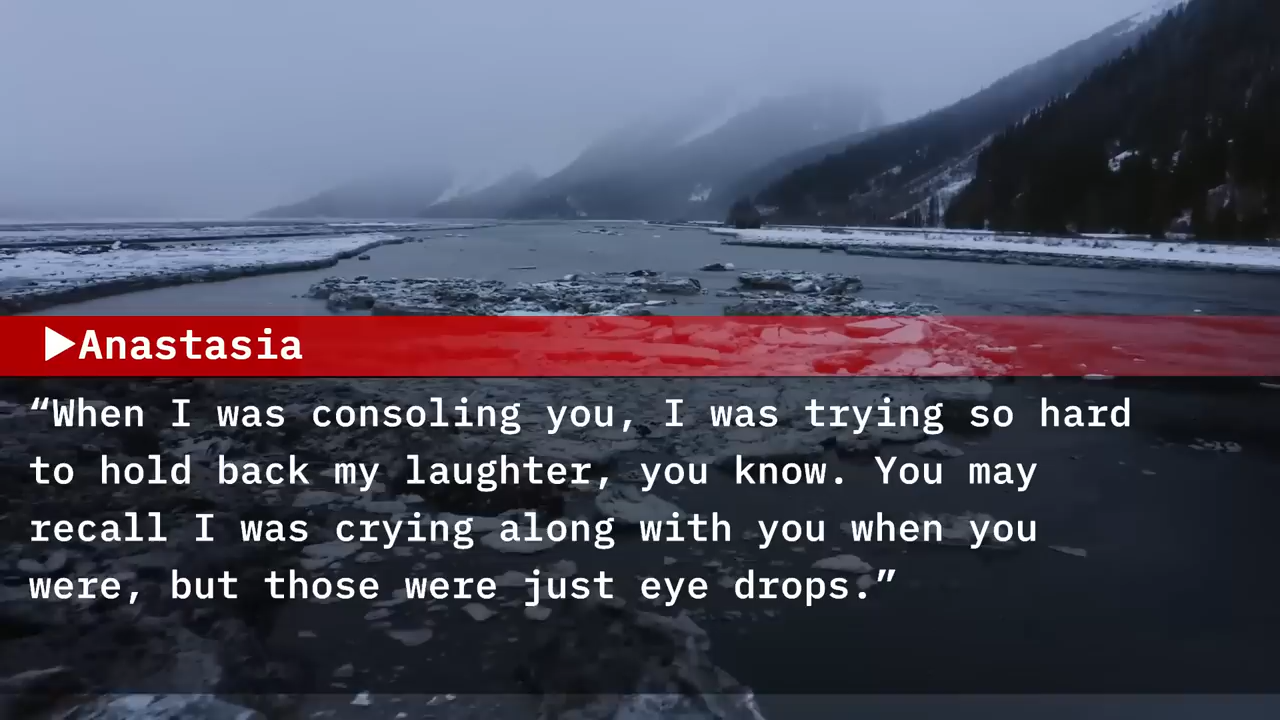 ▶Anastasia
“When I was consoling you, I was trying so hard
to hold back my laughter, you know. You may
recall I was crying along with you when you
were, but those were just eye drops.”